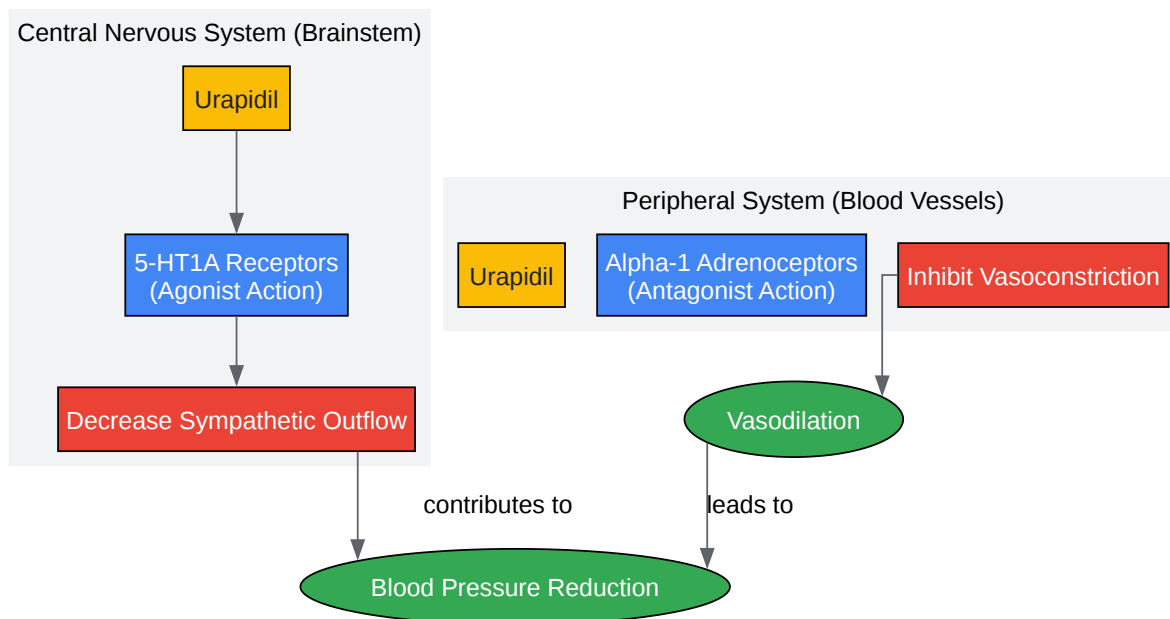 Central Nervous System (Brainstem)
Urapidil
5-HT1A Receptors
(Agonist Action)
Decrease Sympathetic Outflow
Peripheral System (Blood Vessels)
Urapidil
Alpha-1 Adrenoceptors
(Antagonist Action)
Inhibit Vasoconstriction
Vasodilation
contributes to
leads to
Blood Pressure Reduction